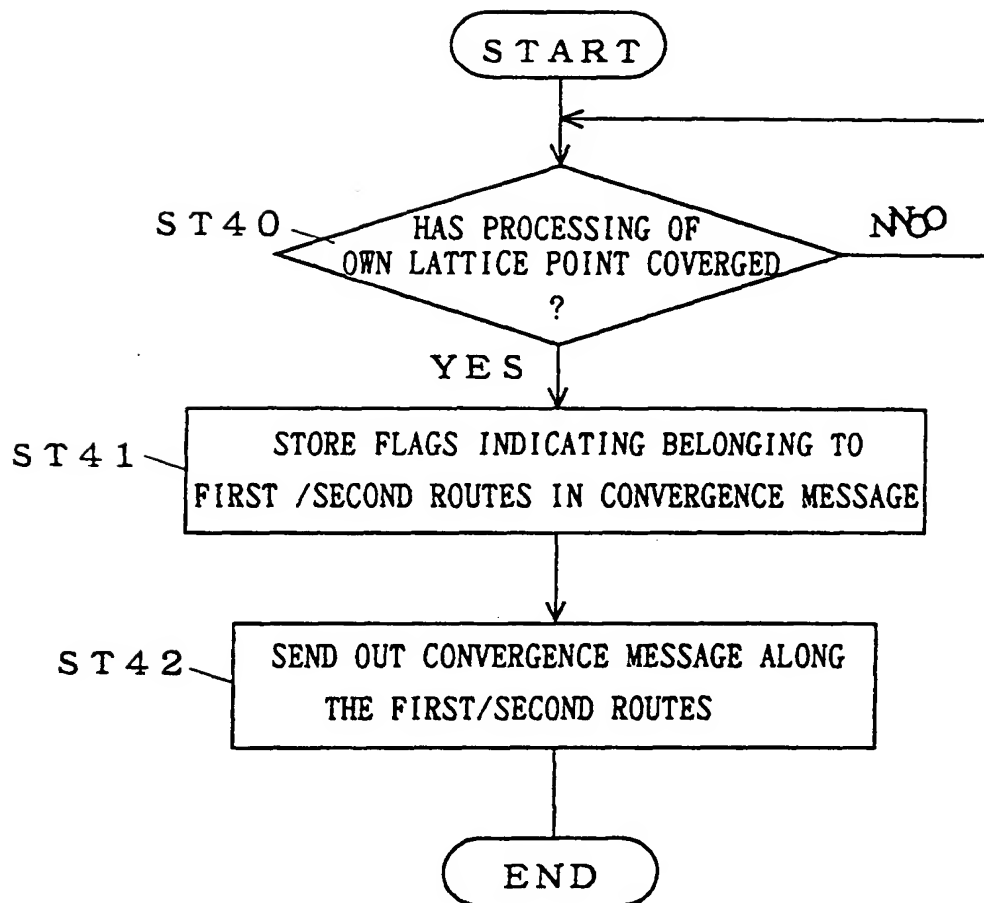 START
ST40
HAS PROCESSING OF
OWN LATTICE POINT COVERGED
?
NO
YES
ST41
STORE FLAGS INDICATING BELONGING TO
FIRST /SECOND ROUTES IN CONVERGENCE MESSAGE
ST42
SEND OUT CONVERGENCE MESSAGE ALONG
THE FIRST/SECOND ROUTES
END